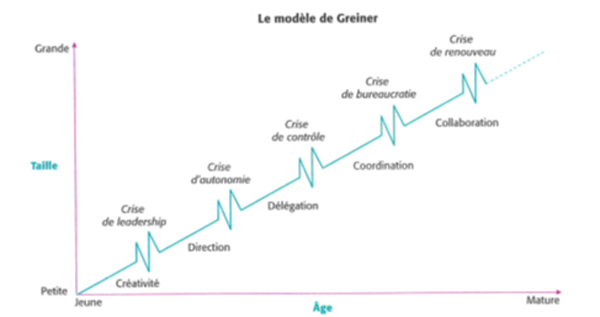 Le modèle de Greiner
Grande
Crise
de renouveau
Crise
de bureaucratie
Collaboration
Crise
de contrôle
Coordination
Taille
Crise
d'autonomie
Délégation
Crise
de leadership
Direction
Créativité
Petite
Jeune
Âge
Mature